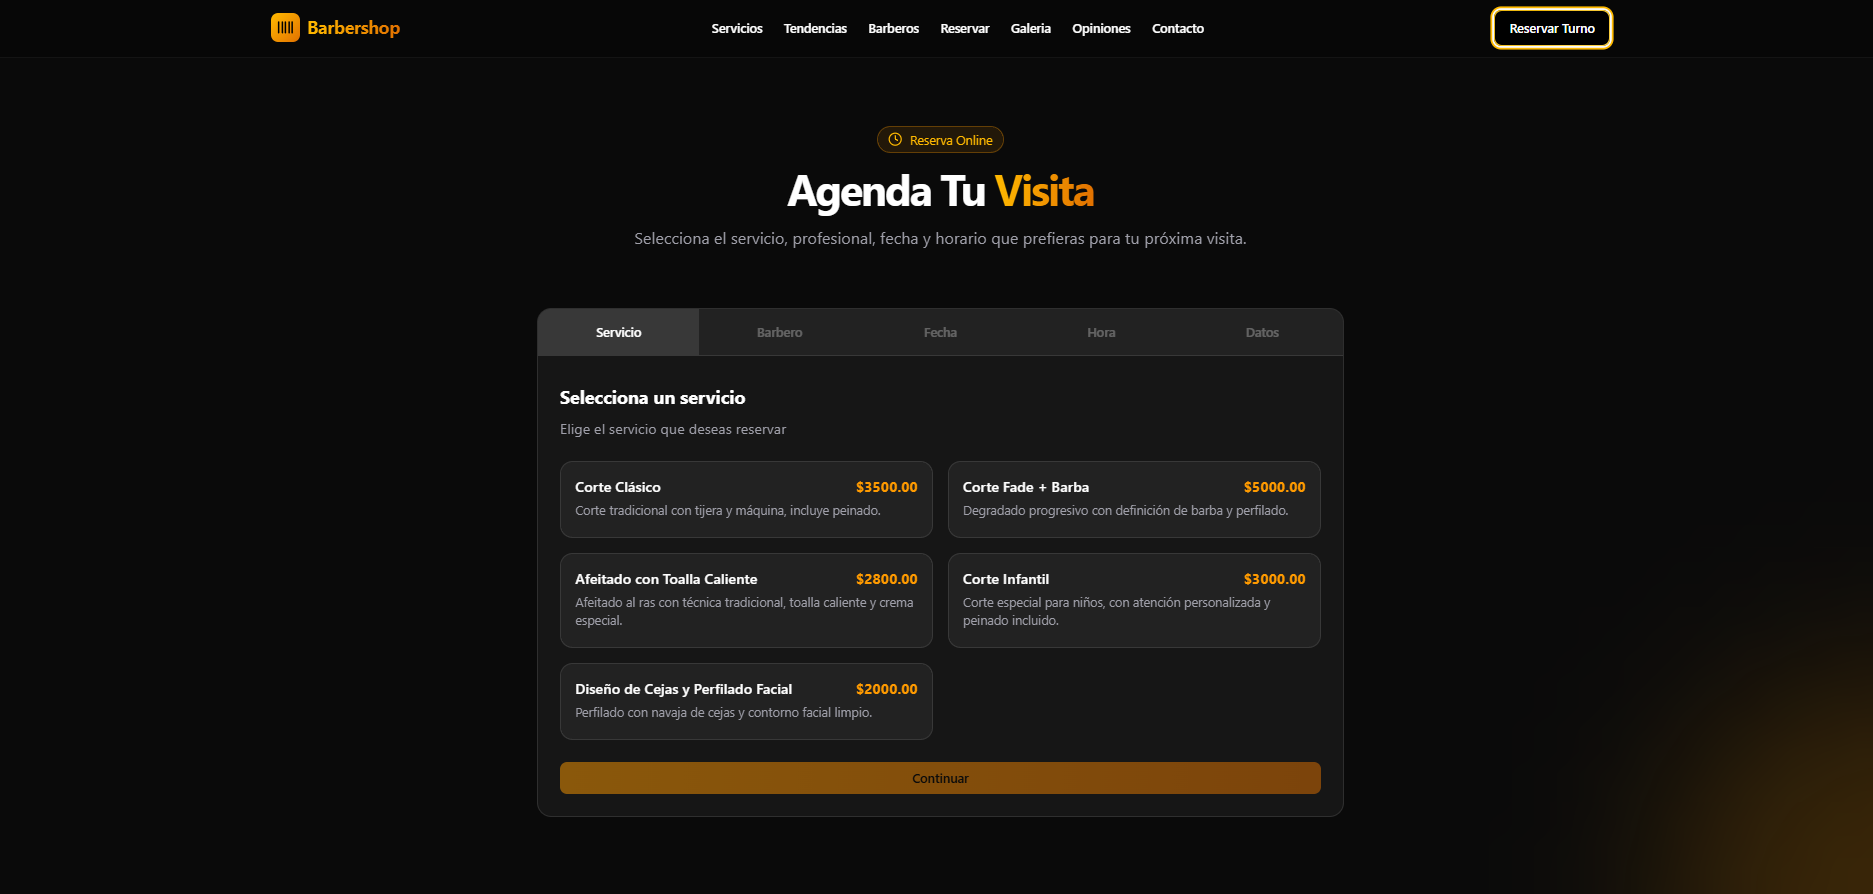 Barbershop
Servicios
Tendencias
Barberos
Reservar
Galeria
Opiniones
Contacto
Reservar Turno
Reserva Online
Agenda Tu Visita
Selecciona el servicio, profesional, fecha y horario que prefieras para tu próxima visita.
Servicio
Barbero
Fecha
Hora
Datos
Selecciona un servicio
Elige el servicio que deseas reservar
Corte Clásico
$3500.00
Corte tradicional con tijera y máquina, incluye peinado.
Corte Fade + Barba
$5000.00
Degradado progresivo con definición de barba y perfilado.
Afeitado con Toalla Caliente
$2800.00
Afeitado al ras con técnica tradicional, toalla caliente y crema
especial.
Corte Infantil
$3000.00
Corte especial para niños, con atención personalizada y
peinado incluido.
Diseño de Cejas y Perfilado Facial
$2000.00
Perfilado con navaja de cejas y contorno facial limpio.
Continuar